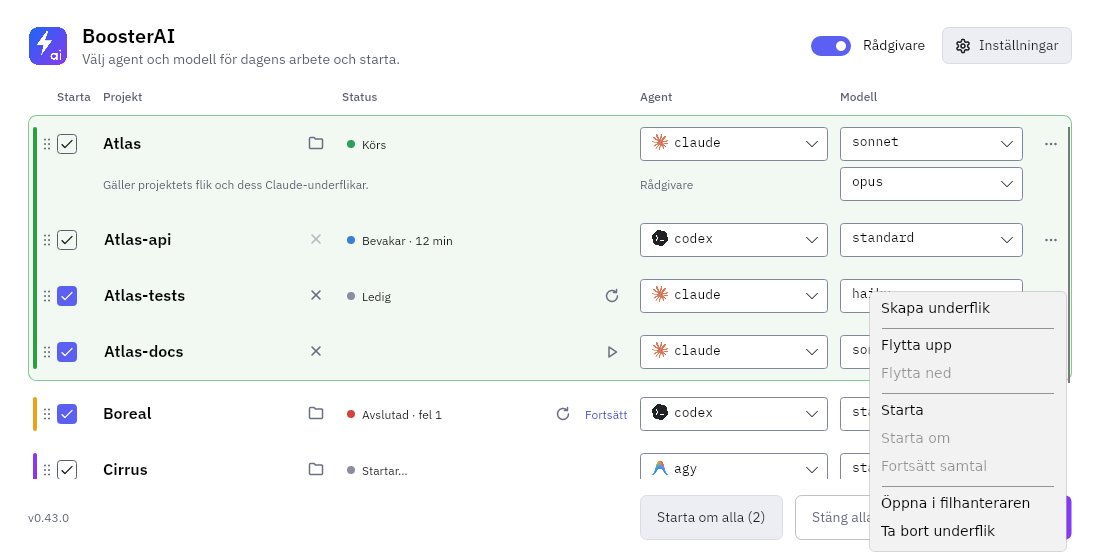 BoosterAI
Välj agent och modell för dagens arbete och starta.
Rådgivare
Inställningar
Starta Projekt Status Agent Modell
Atlas Körs claude sonnet
Gäller projektets flik och dess Claude-underflikar. Rådgivare opus
Atlas-api Bevakar · 12 min codex standard
Atlas-tests Ledig claude
Atlas-docs claude
Boreal Avslutad · fel 1 Fortsätt codex
Cirrus Startar... agy
v0.43.0
Starta om alla (2)
Stäng alla
Skapa underflik
Flytta upp
Flytta ned
Starta
Starta om
Fortsätt samtal
Öppna i filhanteraren
Ta bort underflik